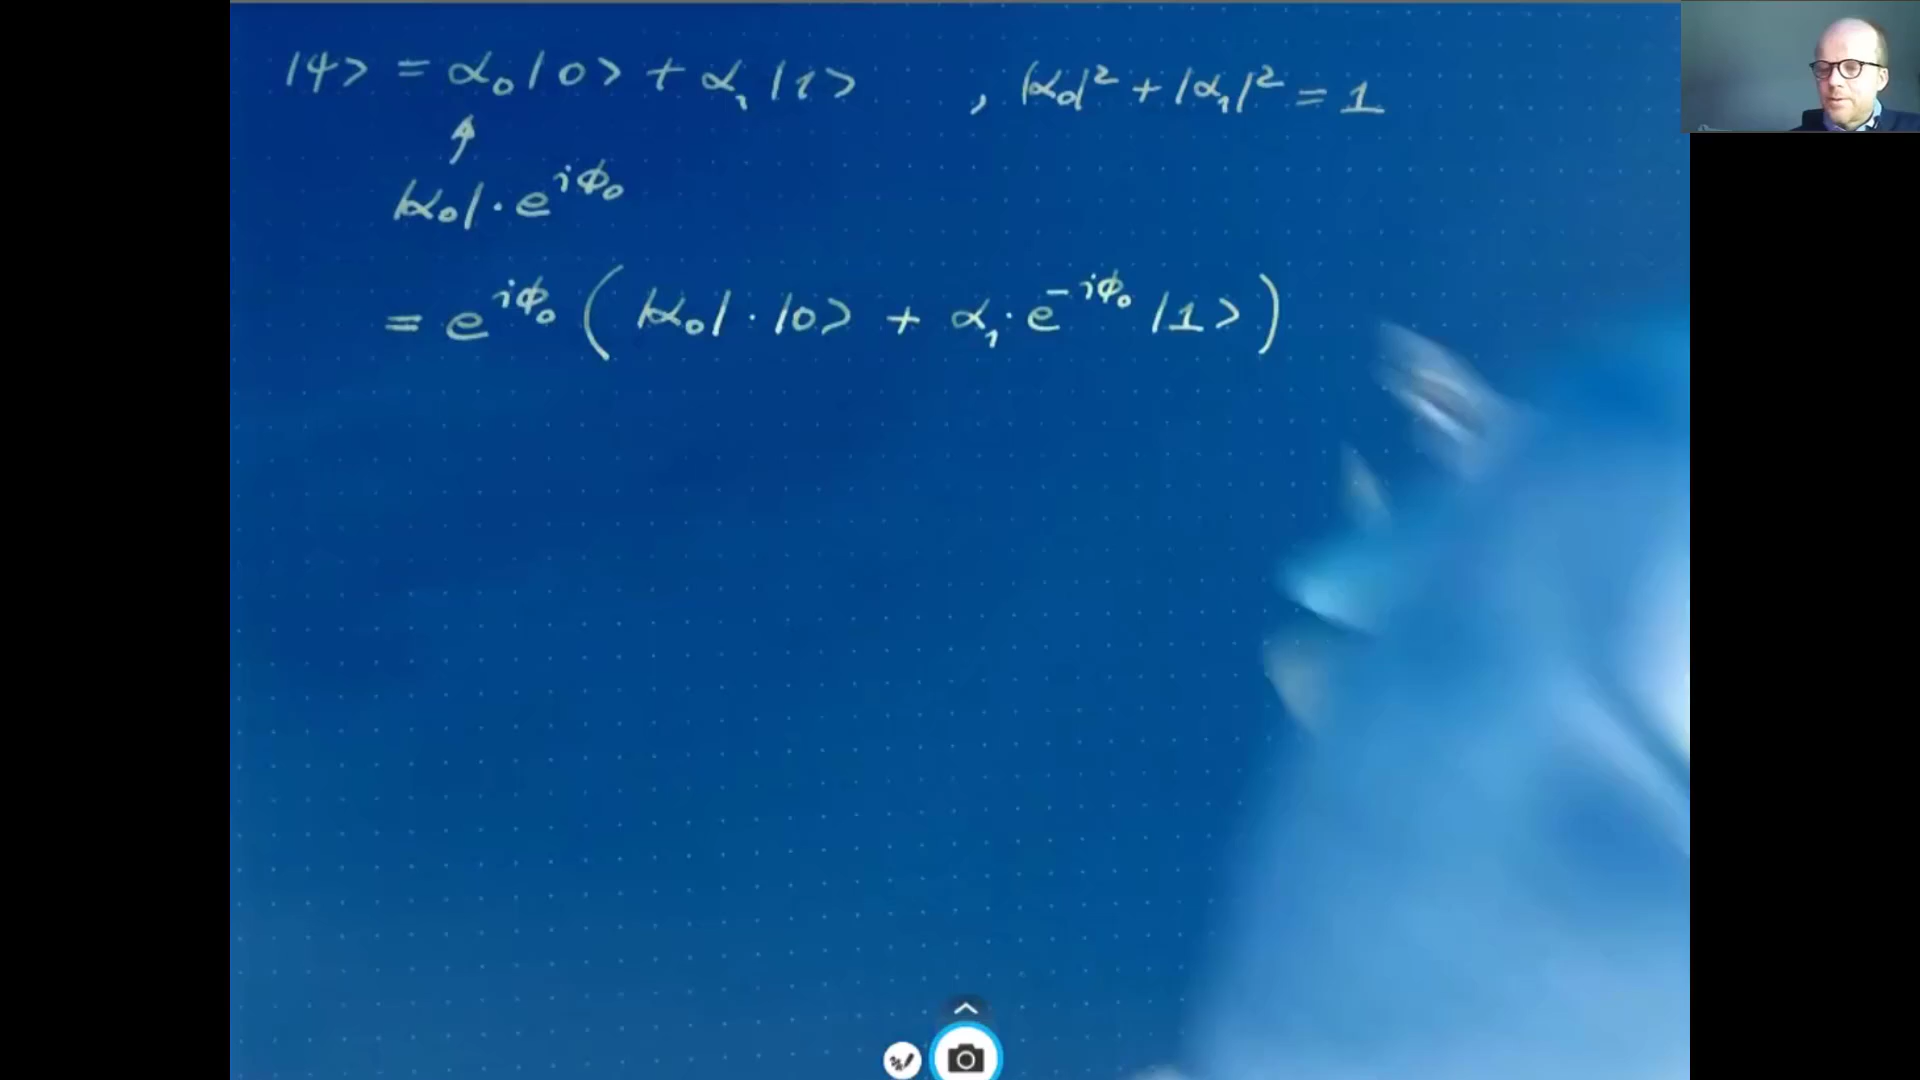 |ψ> = α₀|0> + α₁|1> , |α₀|² + |α₁|² = 1
|α₀| · e^{iϕ₀}
= e^{iϕ₀} ( |α₀| · |0> + α₁ · e^{-iϕ₀} |1> )